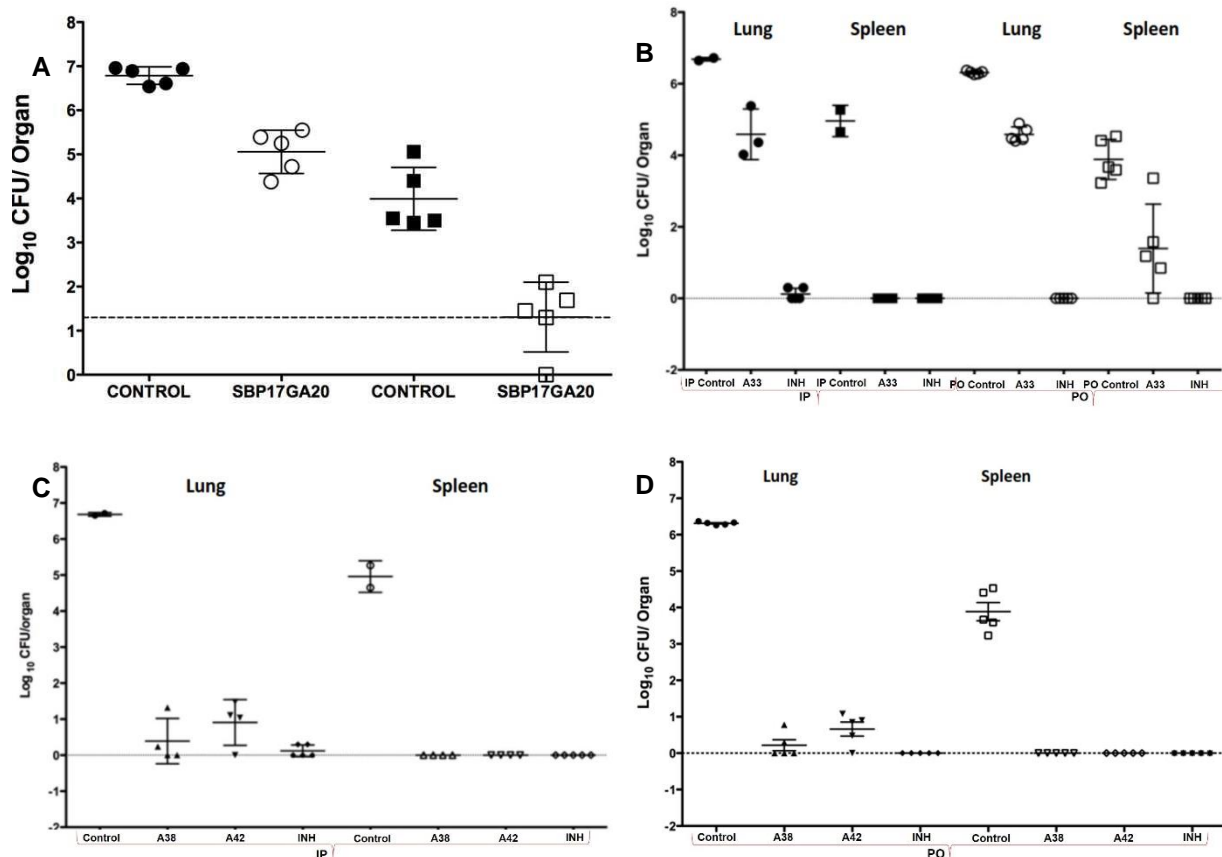 A
8
7
6
5
4
3
2
1
0
Log10 CFU/ Organ
CONTROL SBP17GA20 CONTROL SBP17GA20
B
Lung Spleen Lung Spleen
8
6
4
2
0
-2
Log10 CFU/ Organ
IP Control A33 INH IP Control A33 INH PO Control A33 INH PO Control A33 INH
IP PO
C
Lung Spleen
8
7
6
5
4
3
2
1
0
-1
-2
Log10 CFU/organ
Control A38 A42 INH Control A38 A42 INH
IP
D
Lung Spleen
8
7
6
5
4
3
2
1
0
-1
-2
Log10 CFU/ Organ
Control A38 A42 INH Control A38 A42 INH
PO